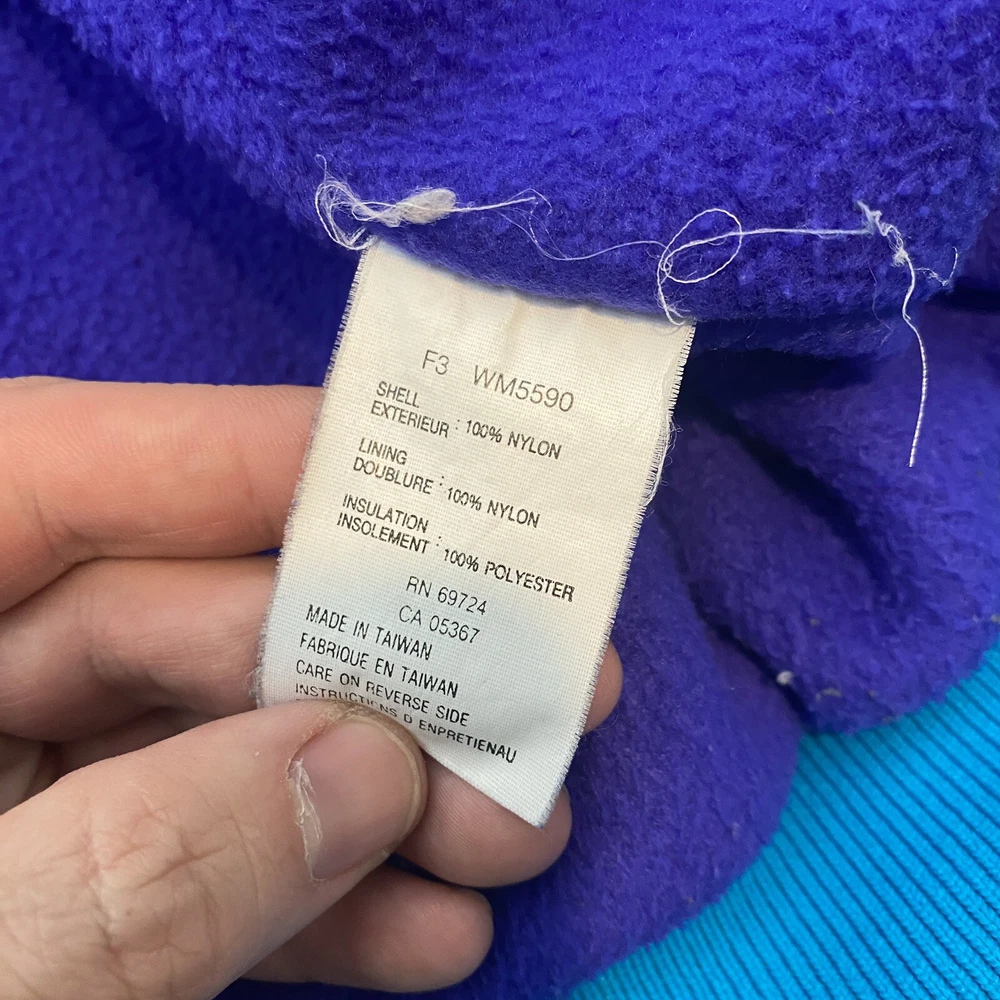 F3 WM5590
SHELL
EXTERIEUR : 100% NYLON
LINING
DOUBLURE : 100% NYLON
INSULATION
INSOLEMENT : 100% POLYESTER
RN 69724
CA 05367
MADE IN TAIWAN
FABRIQUE EN TAIWAN
CARE ON REVERSE SIDE
INSTRUCTIONS D ENPRETIENAU